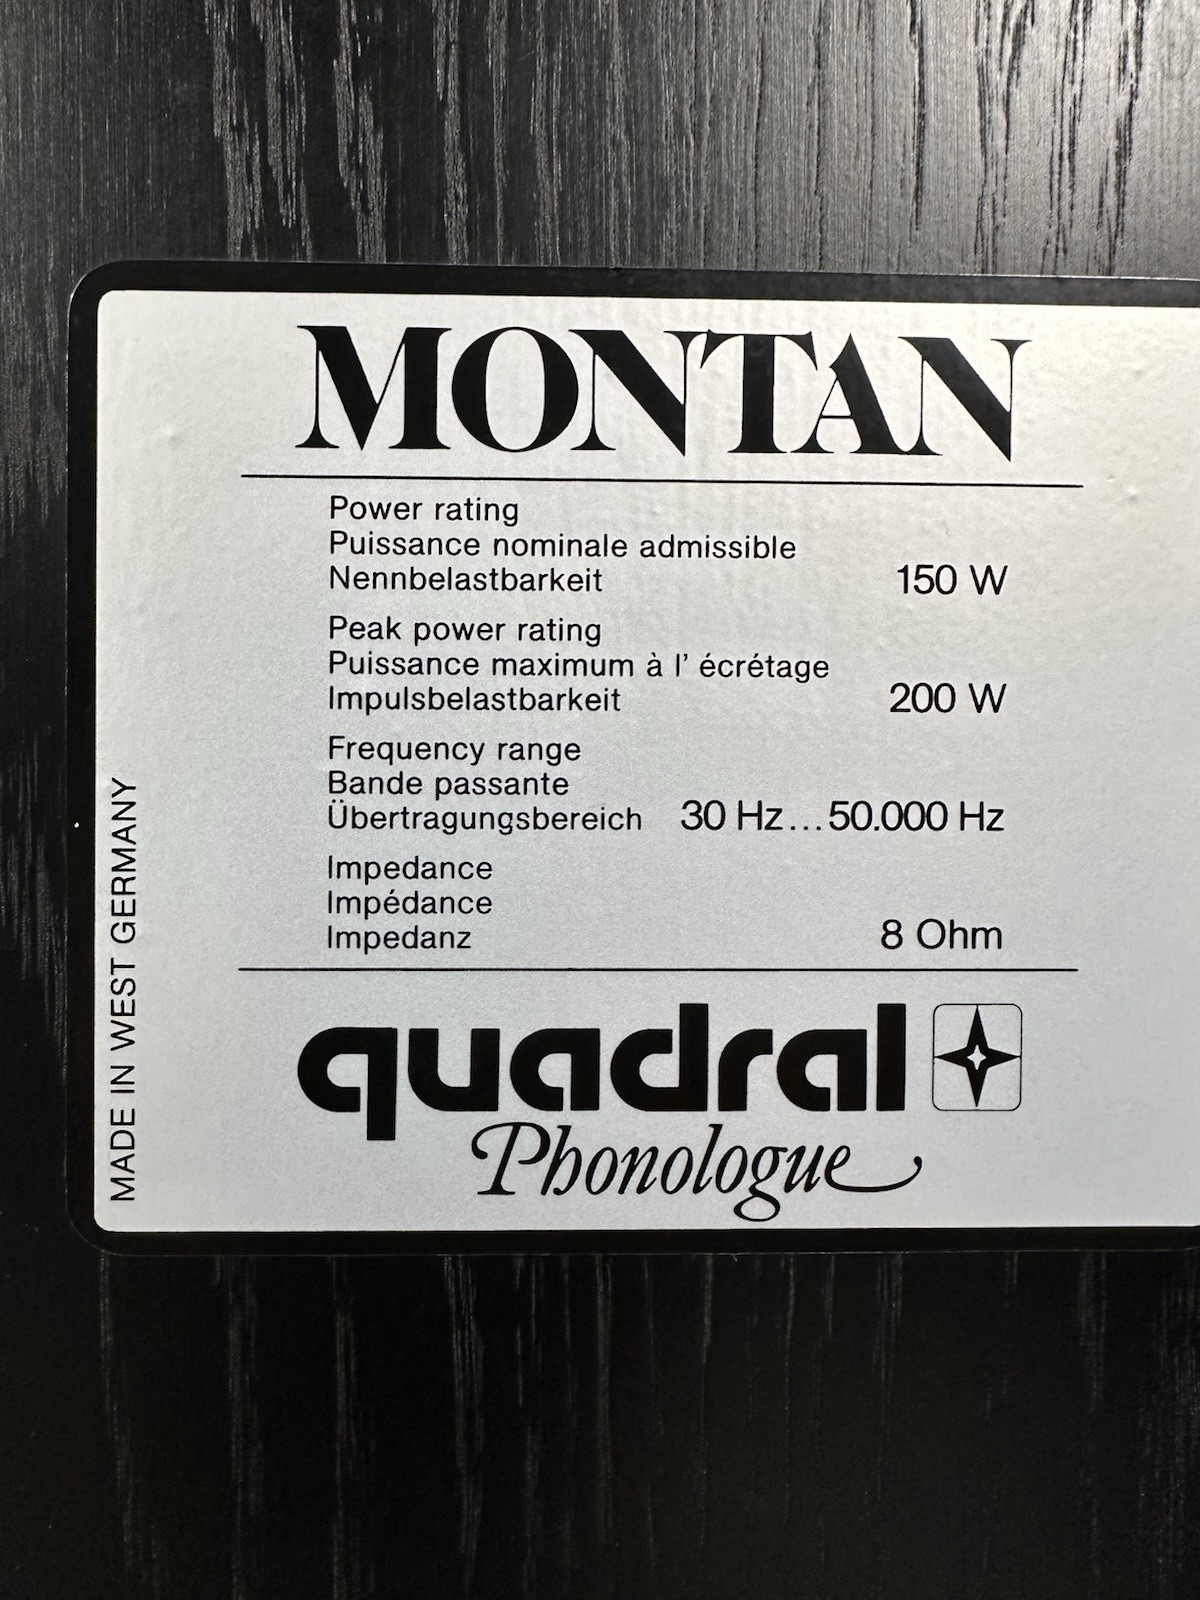 MONTAN
Power rating
Puissance nominale admissible
Nennbelastbarkeit 150 W
Peak power rating
Puissance maximum à l' écrétage
Impulsbelastbarkeit 200 W
Frequency range
Bande passante
Übertragungsbereich 30 Hz...50.000 Hz
Impedance
Impédance
Impedanz 8 Ohm
quadral
Phonologue
MADE IN WEST GERMANY